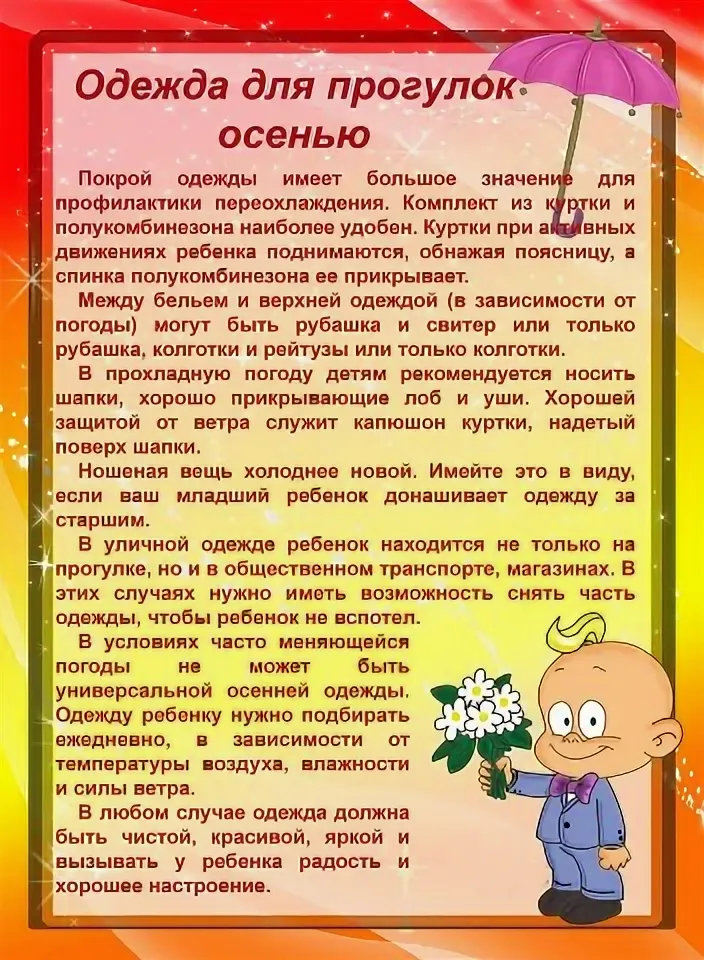 Одежда для прогулок
осенью
Покрой одежды имеет большое значение для
профилактики переохлаждения. Комплект из куртки и
полукомбинезона наиболее удобен. Куртки при активных
движениях ребенка поднимаются, обнажая поясницу, а
спинка полукомбинезона ее прикрывает.
Между бельем и верхней одеждой (в зависимости от
погоды) могут быть рубашка и свитер или только
рубашка, колготки и рейтузы или только колготки.
В прохладную погоду детям рекомендуется носить
шапки, хорошо прикрывающие лоб и уши. Хорошей
защитой от ветра служит капюшон куртки, надетый
поверх шапки.
Ношеная вещь холоднее новой. Имейте это в виду,
если ваш младший ребенок донашивает одежду за
старшим.
В уличной одежде ребенок находится не только на
прогулке, но и в общественном транспорте, магазинах. В
этих случаях нужно иметь возможность снять часть
одежды, чтобы ребенок не вспотел.
В условиях часто меняющейся
погоды не может быть
универсальной осенней одежды.
Одежду ребенку нужно подбирать
ежедневно, в зависимости от
температуры воздуха, влажности
и силы ветра.
В любом случае одежда должна
быть чистой, красивой, яркой и
вызывать у ребенка радость и
хорошее настроение.